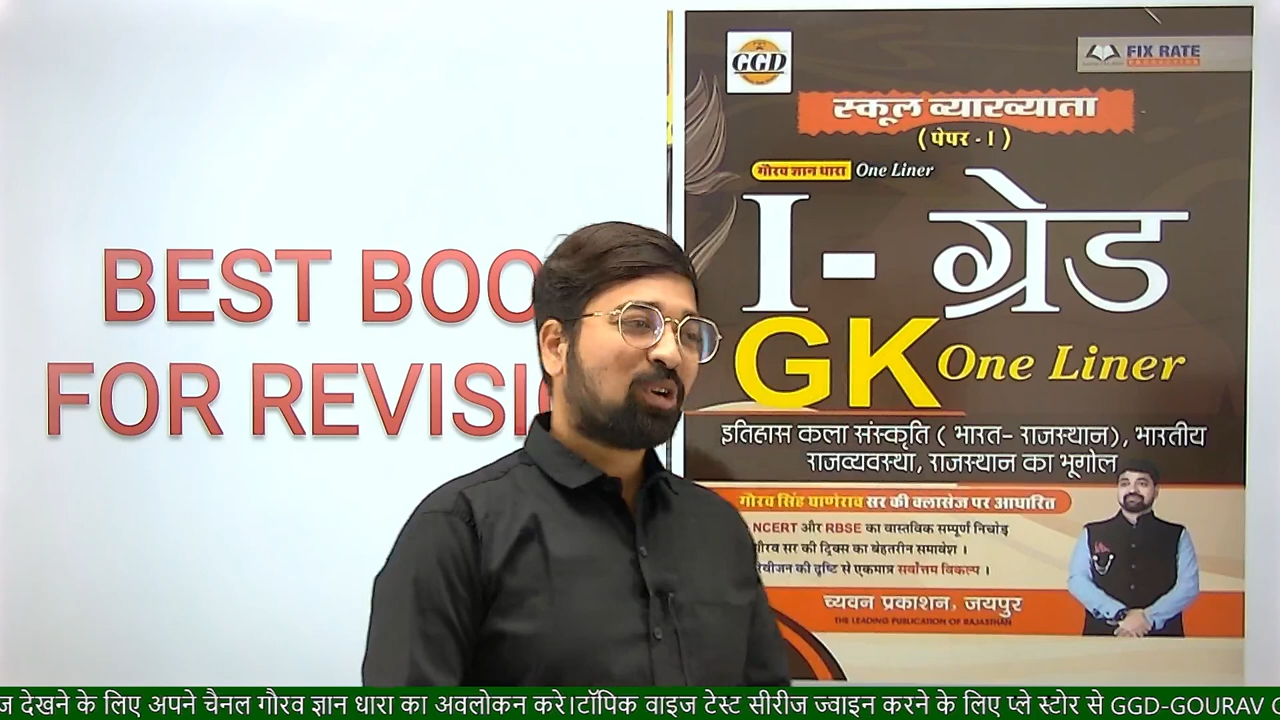 BEST BOO
FOR REVISI
GGD
FIX RATE
PRODUCTION
स्कूल व्याख्याता
( पेपर - I )
गौरव ज्ञान धारा One Liner
I- ग्रेड
GK One Liner
इतिहास कला संस्कृति ( भारत- राजस्थान), भारतीय
राजव्यवस्था, राजस्थान का भूगोल
गौरव सिंह घाणेराव सर की क्लासेज पर आधारित
NCERT और RBSE का वास्तविक सम्पूर्ण निचोड़
गौरव सर की ट्रिक्स का बेहतरीन समावेश ।
रिवीजन की दृष्टि से एकमात्र सर्वोत्तम विकल्प ।
च्यवन प्रकाशन, जयपुर
THE LEADING PUBLICATION OF RAJASTHAN
ज देखने के लिए अपने चैनल गौरव ज्ञान धारा का अवलोकन करे।टॉपिक वाइज टेस्ट सीरीज ज्वाइन करने के लिए प्ले स्टोर से GGD-GOURAV